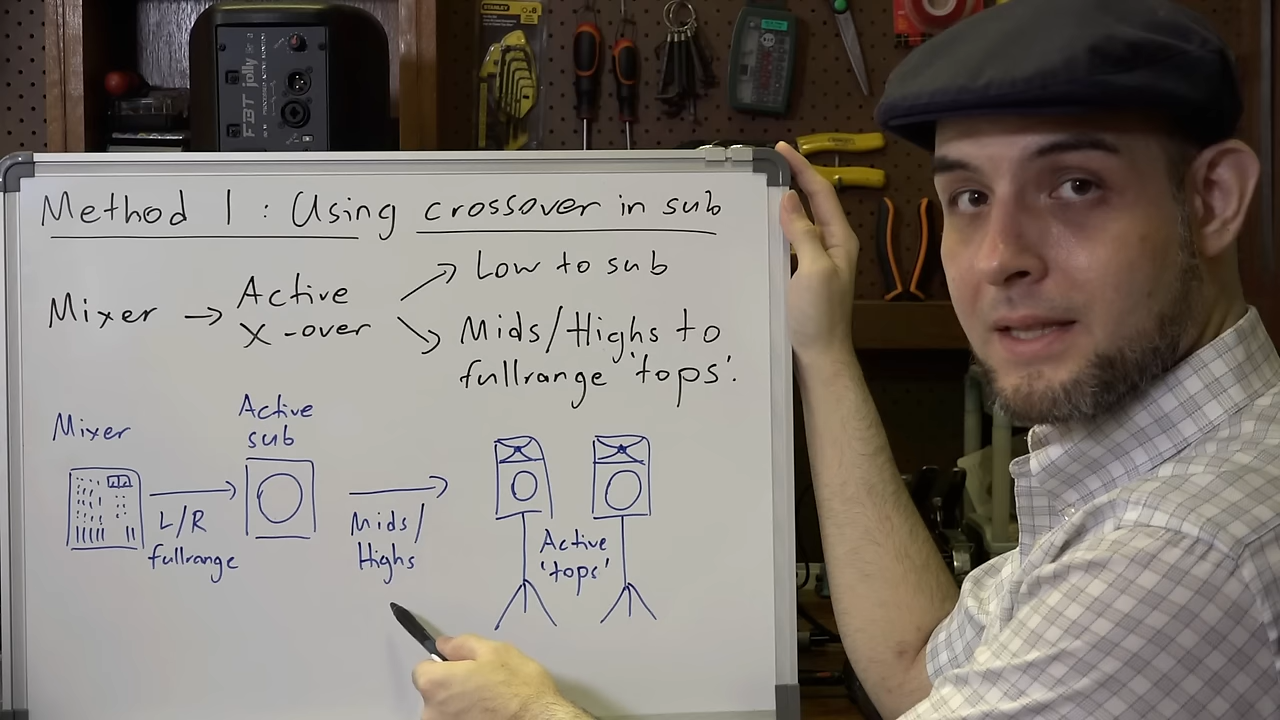 STANLEY
FBT jolly 5ba
Method 1 : Using crossover in sub
Mixer → Active
X-over
Low to sub
Mids/Highs to
fullrange 'tops'.
Mixer
Active
sub
L/R
fullrange
Mids/
Highs
Active
'tops'